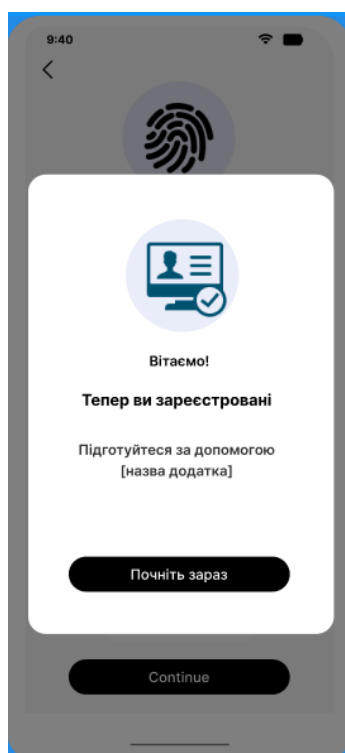 9:40
Вітаємо!
Тепер ви зареєстровані
Підготуйтеся за допомогою
[назва додатка]
Почніть зараз
Continue